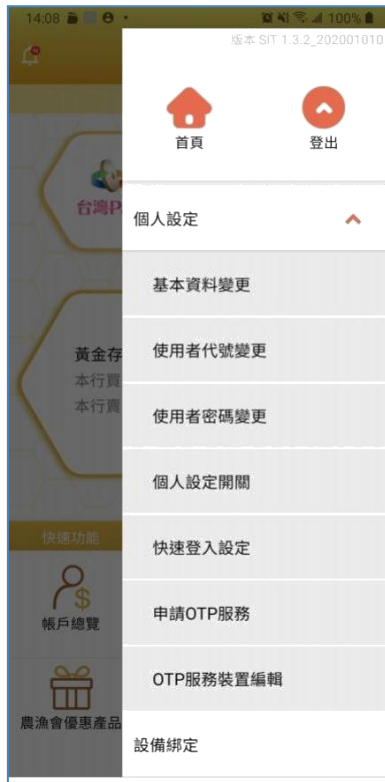 14:08
100%
版本 SIT 1.3.2_202001010
首頁
登出
台灣P
個人設定
基本資料變更
黃金存
使用者代號變更
本行買
本行賣
使用者密碼變更
個人設定開關
快速功能
快速登入設定
申請OTP服務
帳戶總覽
OTP服務裝置編輯
農漁會優惠產品
設備綁定